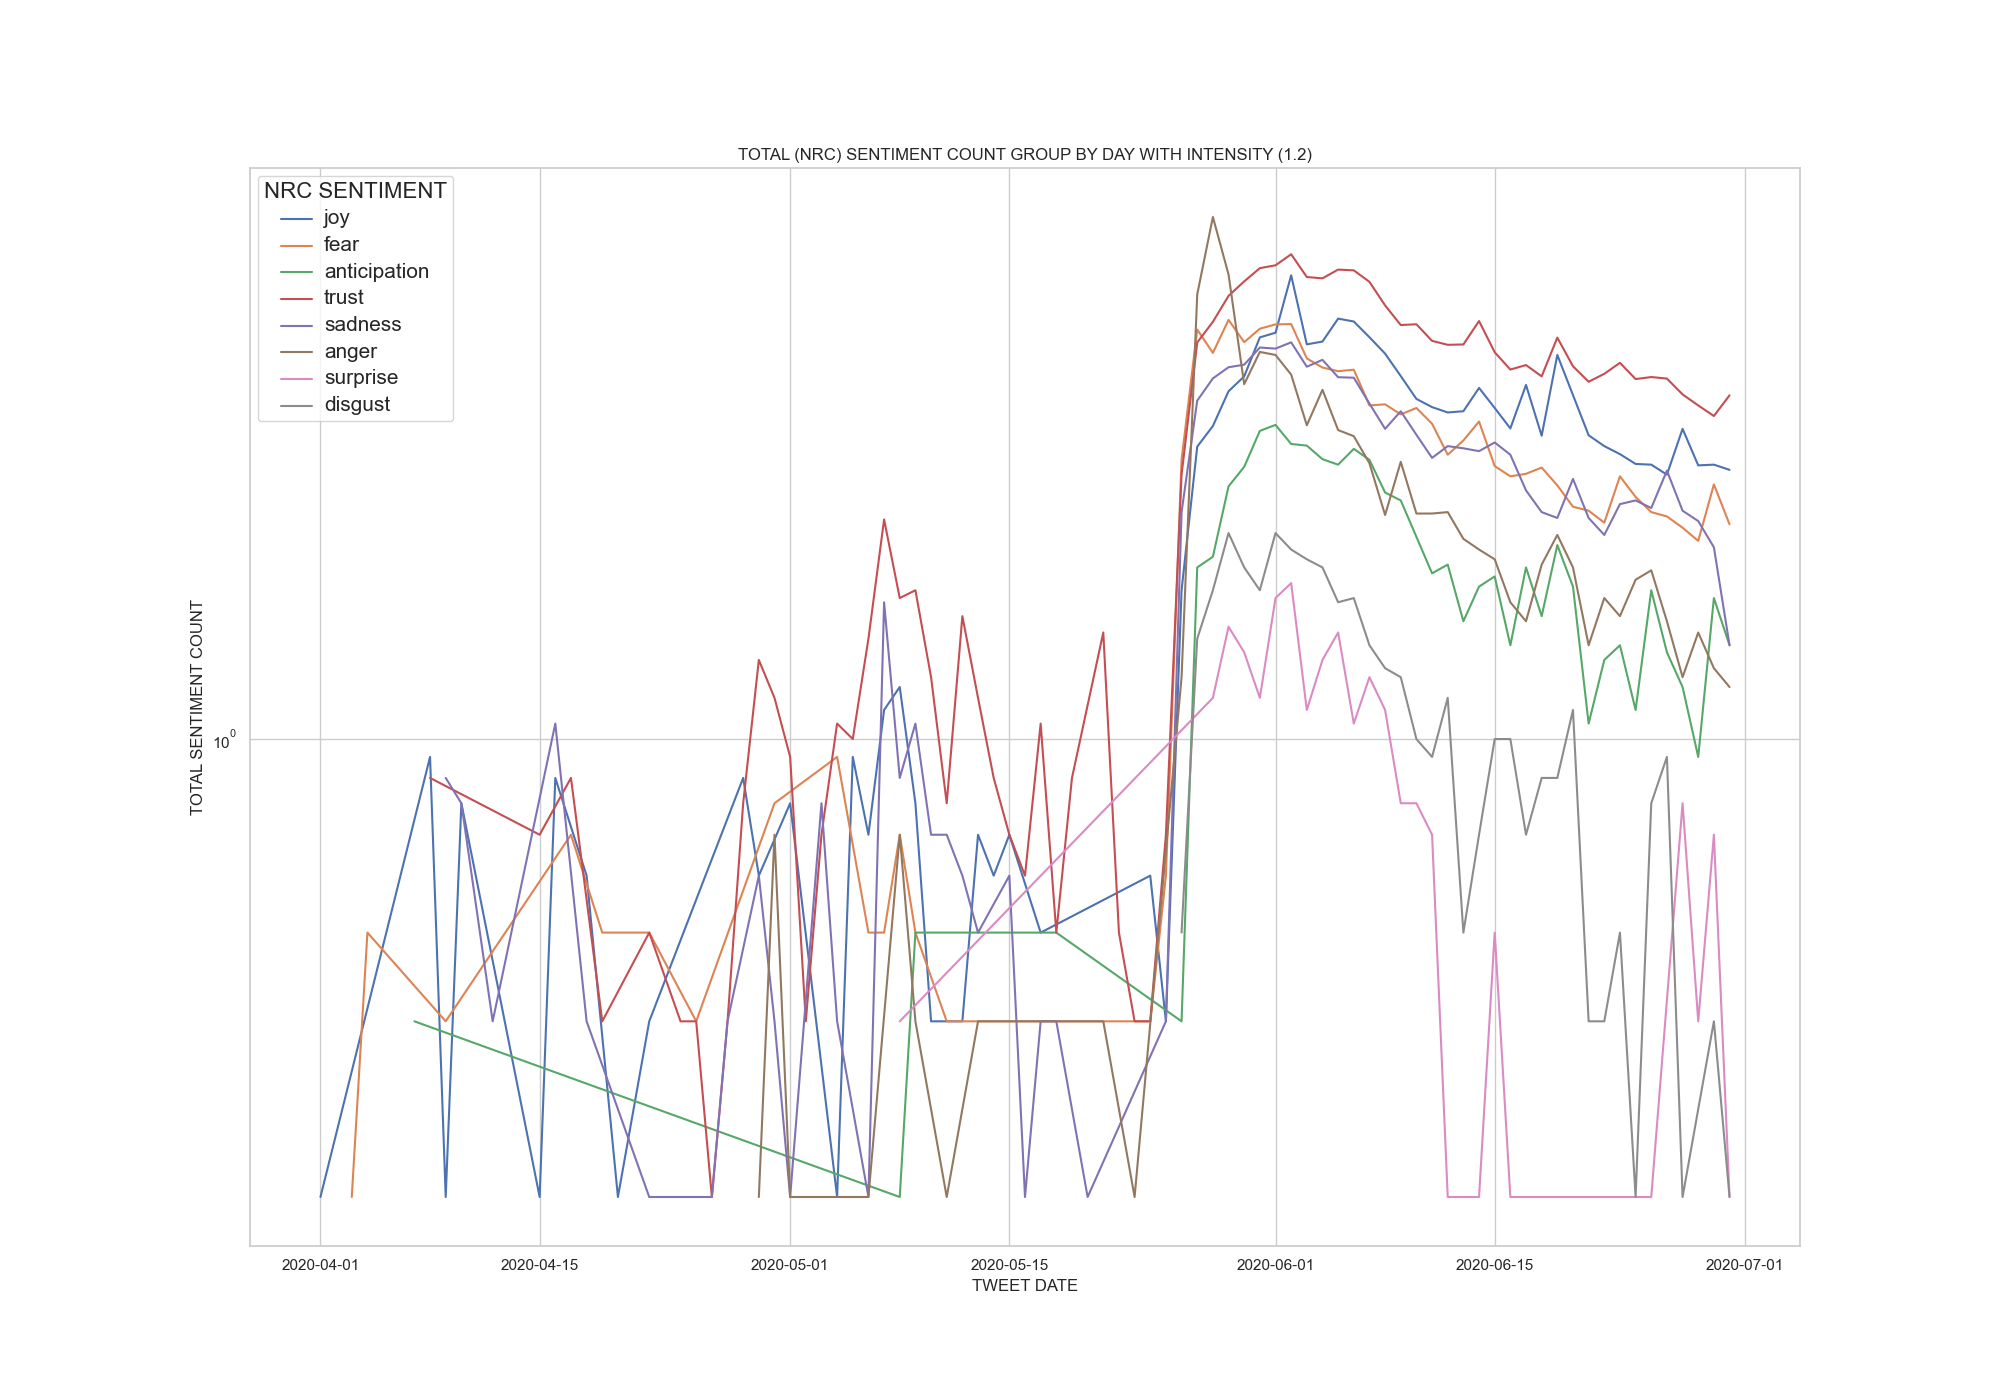 TOTAL (NRC) SENTIMENT COUNT GROUP BY DAY WITH INTENSITY (1.2)
NRC SENTIMENT
joy
fear
anticipation
trust
sadness
anger
surprise
disgust
TOTAL SENTIMENT COUNT
10⁰
2020-04-01 2020-04-15 2020-05-01 2020-05-15 2020-06-01 2020-06-15 2020-07-01
TWEET DATE